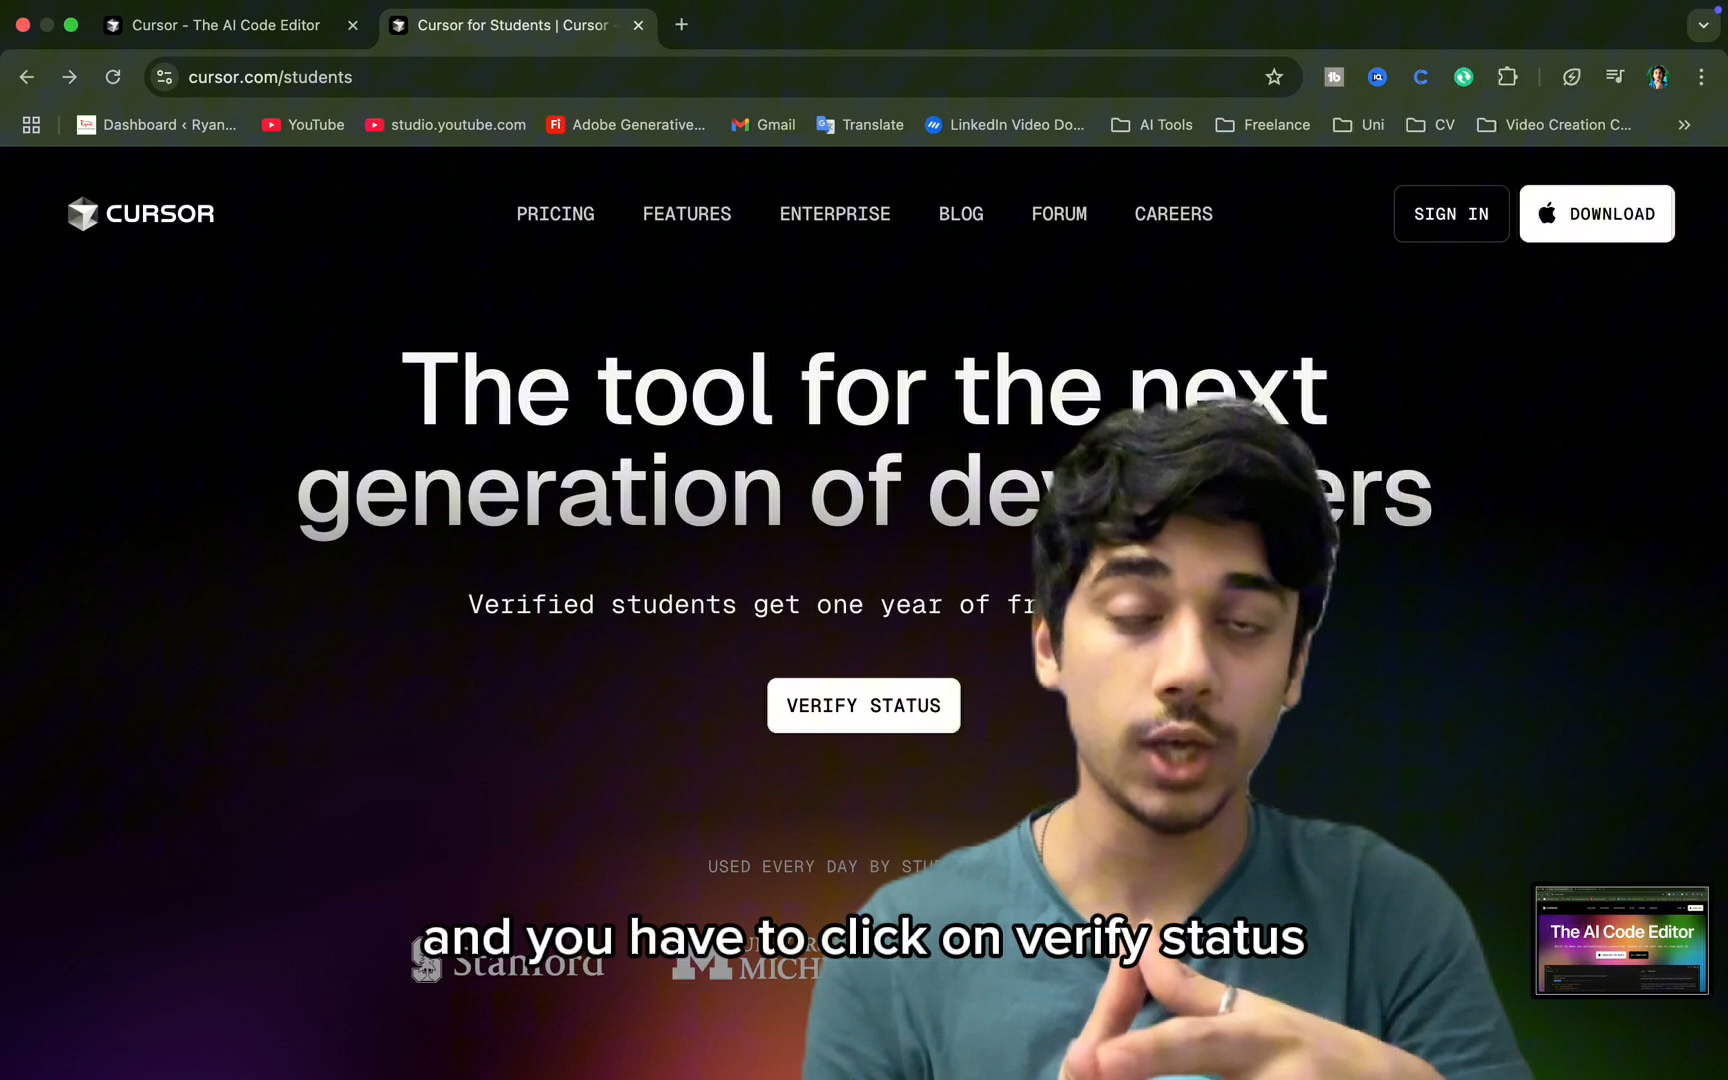 Cursor - The AI Code Editor
Cursor for Students | Cursor -
cursor.com/students
Dashboard ‹ Ryan...
YouTube
studio.youtube.com
Adobe Generative...
Gmail
Translate
LinkedIn Video Do...
AI Tools
Freelance
Uni
CV
Video Creation C...
CURSOR
PRICING
FEATURES
ENTERPRISE
BLOG
FORUM
CAREERS
SIGN IN
DOWNLOAD
The tool for the next
generation of de ers
Verified students get one year of fr
VERIFY STATUS
USED EVERY DAY BY STU
and you have to click on verify status
Stanford
MICH
The AI Code Editor